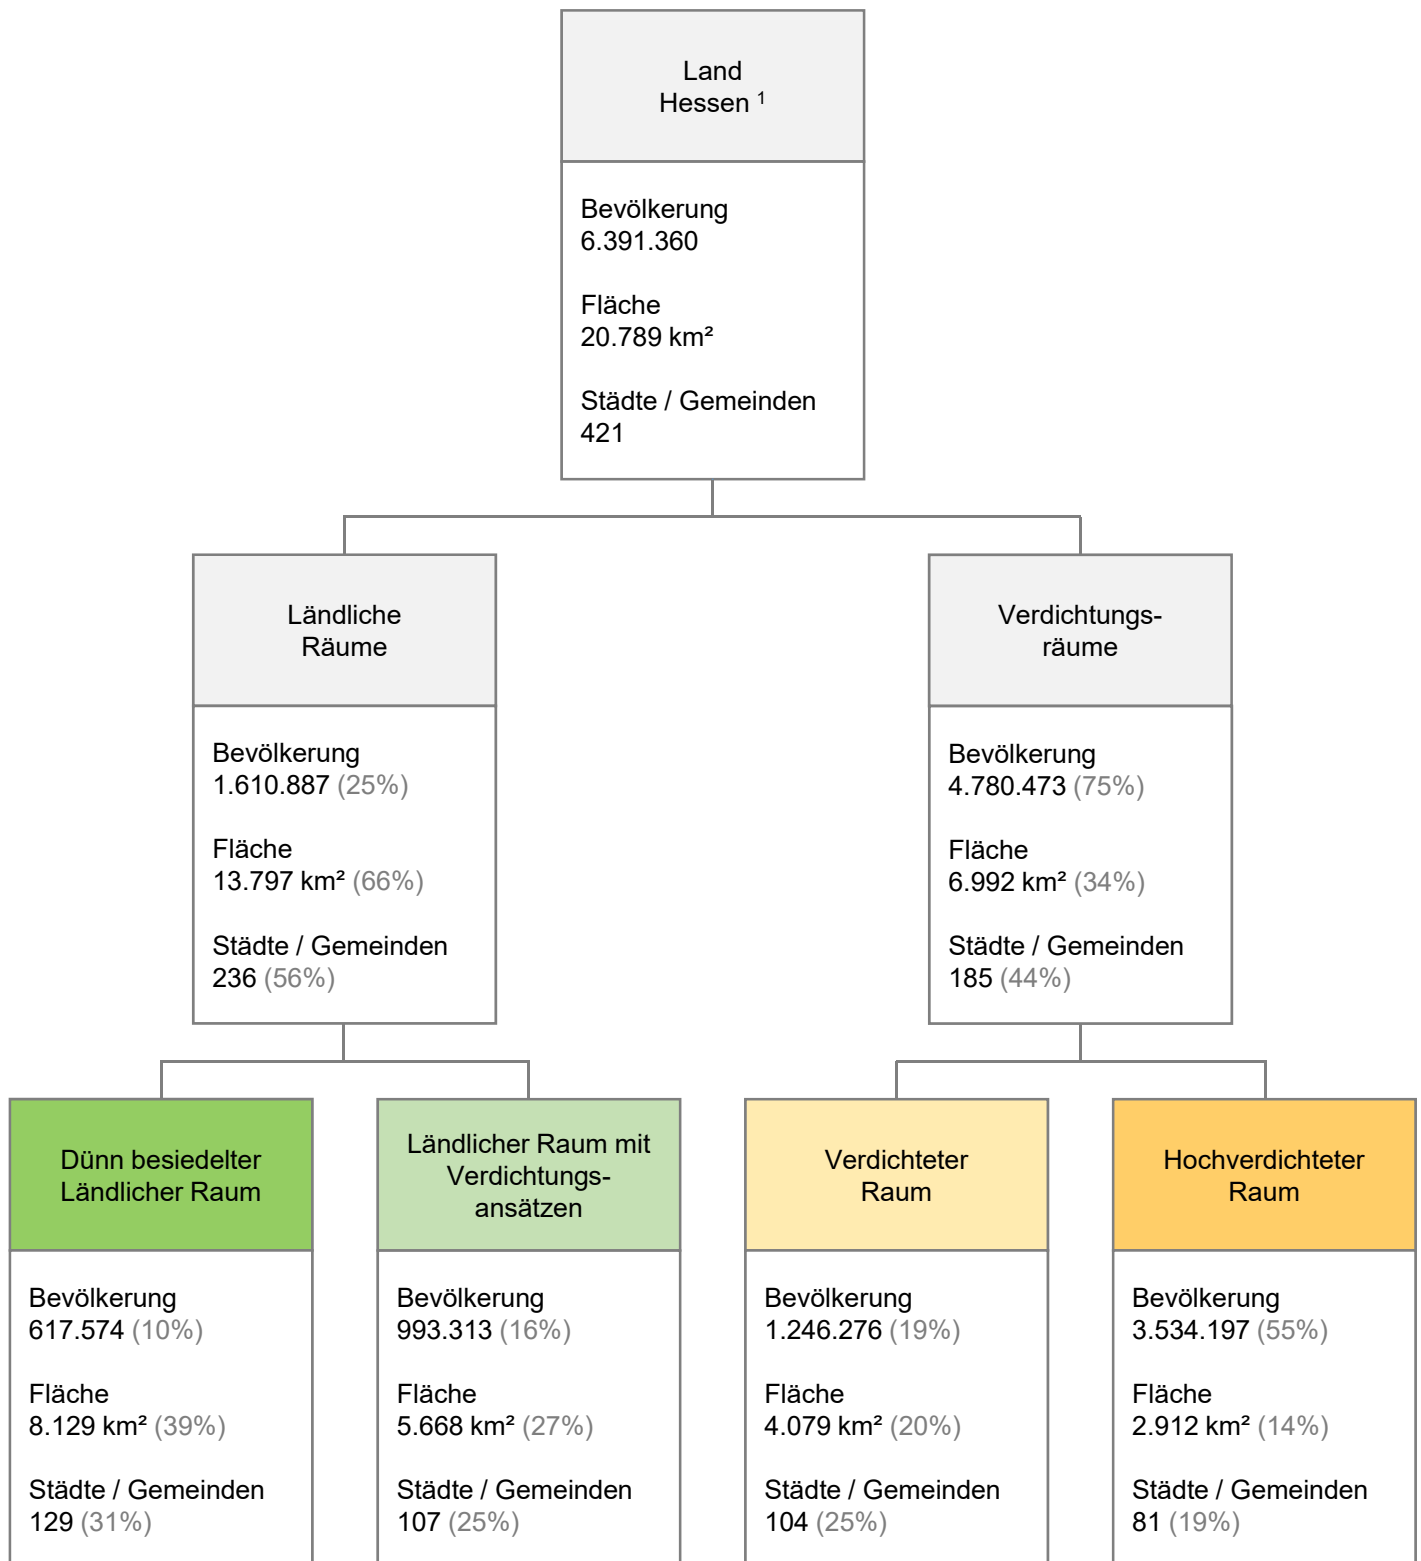 Land
Hessen ¹
Bevölkerung
6.391.360
Fläche
20.789 km²
Städte / Gemeinden
421
Ländliche
Räume
Bevölkerung
1.610.887 (25%)
Fläche
13.797 km² (66%)
Städte / Gemeinden
236 (56%)
Verdichtungs-
räume
Bevölkerung
4.780.473 (75%)
Fläche
6.992 km² (34%)
Städte / Gemeinden
185 (44%)
Dünn besiedelter
Ländlicher Raum
Bevölkerung
617.574 (10%)
Fläche
8.129 km² (39%)
Städte / Gemeinden
129 (31%)
Ländlicher Raum mit
Verdichtungs-
ansätzen
Bevölkerung
993.313 (16%)
Fläche
5.668 km² (27%)
Städte / Gemeinden
107 (25%)
Verdichteter
Raum
Bevölkerung
1.246.276 (19%)
Fläche
4.079 km² (20%)
Städte / Gemeinden
104 (25%)
Hochverdichteter
Raum
Bevölkerung
3.534.197 (55%)
Fläche
2.912 km² (14%)
Städte / Gemeinden
81 (19%)